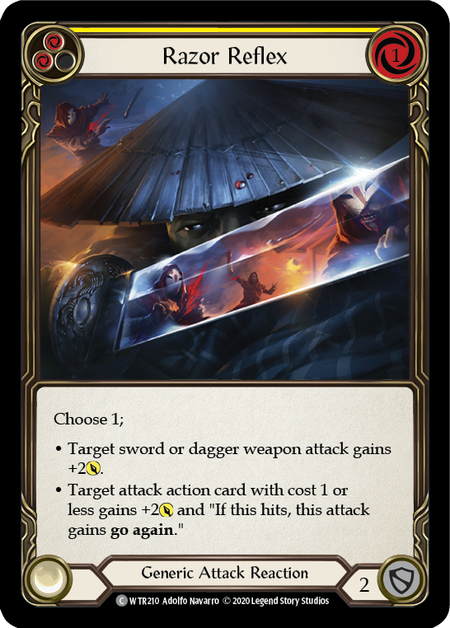 Razor Reflex
1
Choose 1;
• Target sword or dagger weapon attack gains
+2.
• Target attack action card with cost 1 or
less gains +2 and "If this hits, this attack
gains go again."
Generic Attack Reaction
2
C WTR210 Adolfo Navarro ©2020 Legend Story Studios